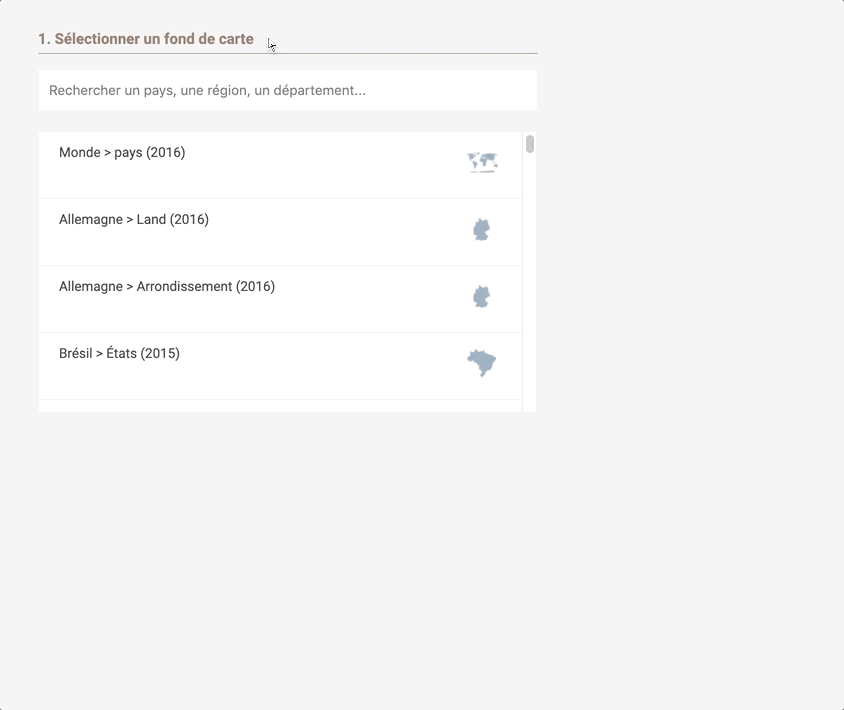 1. Sélectionner un fond de carte
Rechercher un pays, une région, un département...
Monde > pays (2016)
Allemagne > Land (2016)
Allemagne > Arrondissement (2016)
Brésil > États (2015)